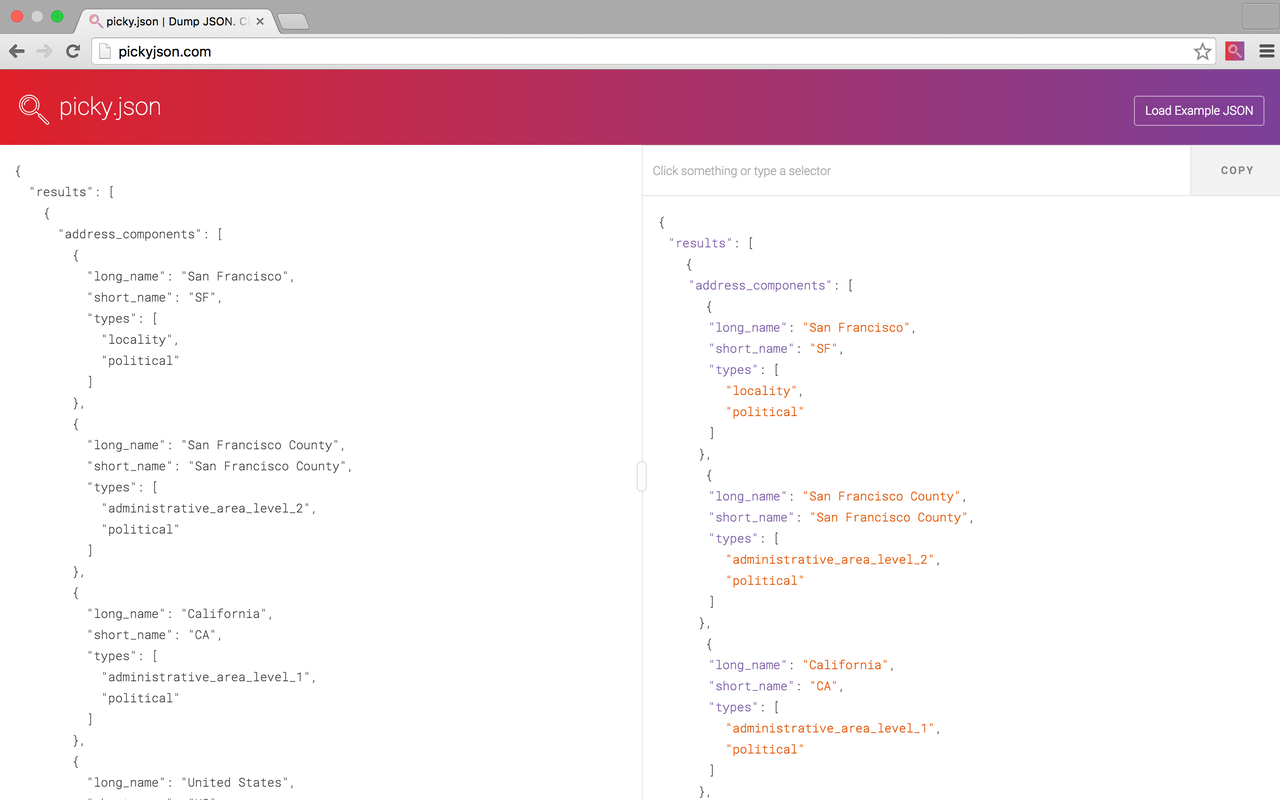 picky.json | Dump JSON. C
pickyjson.com
picky.json
Load Example JSON
{
"results": [
{
"address_components": [
{
"long_name": "San Francisco",
"short_name": "SF",
"types": [
"locality",
"political"
]
},
{
"long_name": "San Francisco County",
"short_name": "San Francisco County",
"types": [
"administrative_area_level_2",
"political"
]
},
{
"long_name": "California",
"short_name": "CA",
"types": [
"administrative_area_level_1",
"political"
]
},
{
"long_name": "United States",
Click something or type a selector
COPY
{
"results": [
{
"address_components": [
{
"long_name": "San Francisco",
"short_name": "SF",
"types": [
"locality",
"political"
]
},
{
"long_name": "San Francisco County",
"short_name": "San Francisco County",
"types": [
"administrative_area_level_2",
"political"
]
},
{
"long_name": "California",
"short_name": "CA",
"types": [
"administrative_area_level_1",
"political"
]
},